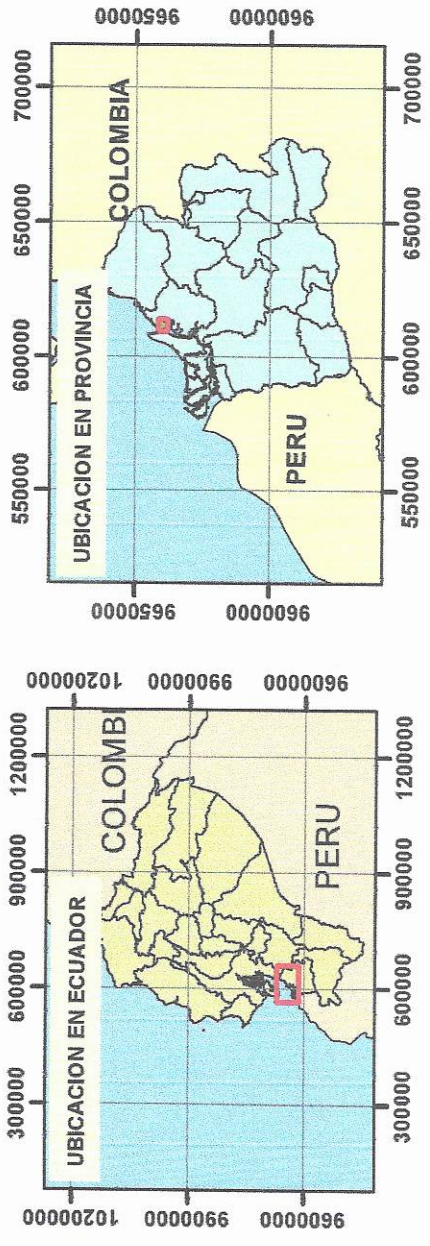 300000 600000 900000 1200000
UBICACION EN ECUADOR
COLOMBI
10200000 10200000
9900000 9900000
9600000 9600000
PERU
300000 600000 900000 1200000
550000 600000 650000 700000
UBICACION EN PROVINCIA
COLOMBIA
9650000 9650000
9600000 9600000
PERU
550000 600000 650000 700000